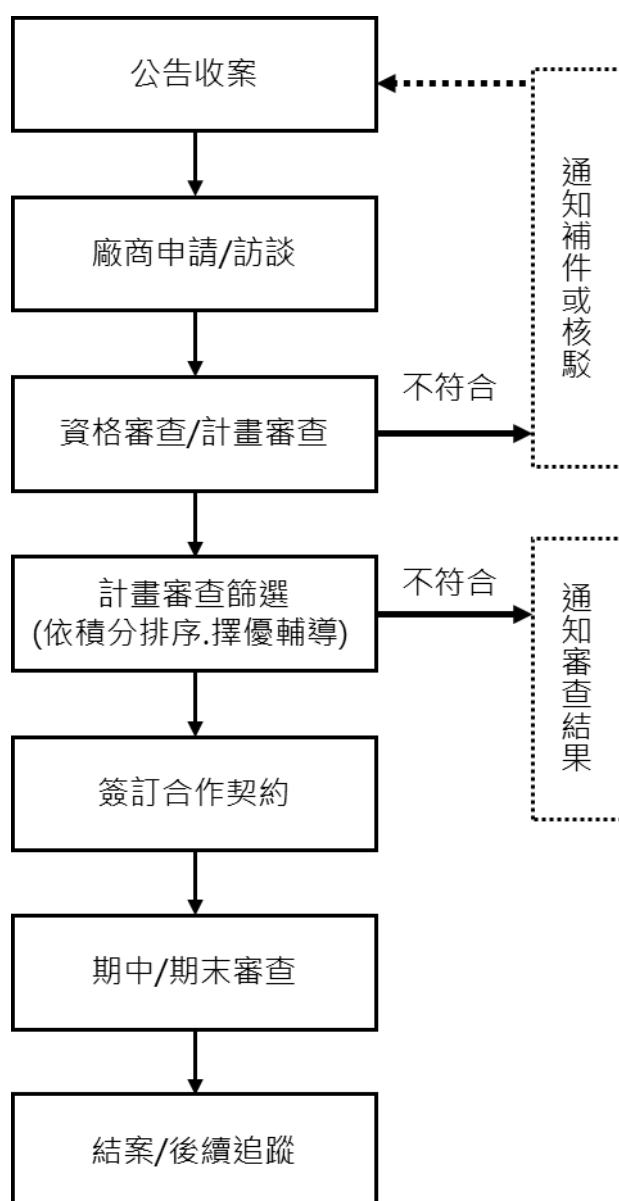 公告收案
通知補件或核駁
廠商申請/訪談
資格審查/計畫審查
不符合
計畫審查篩選
(依積分排序.擇優輔導)
不符合
通知審查結果
簽訂合作契約
期中/期末審查
結案/後續追蹤